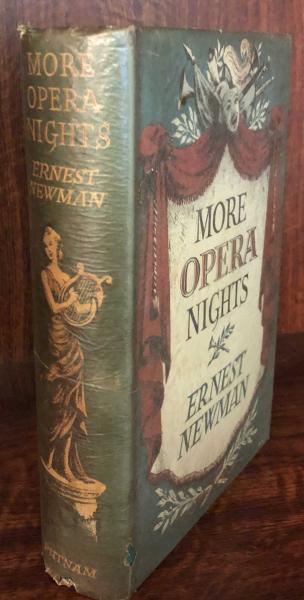 MORE
OPERA
NIGHTS
ERNEST
NEWMAN
PUTNAM
MORE
OPERA
NIGHTS
ERNEST
NEWMAN